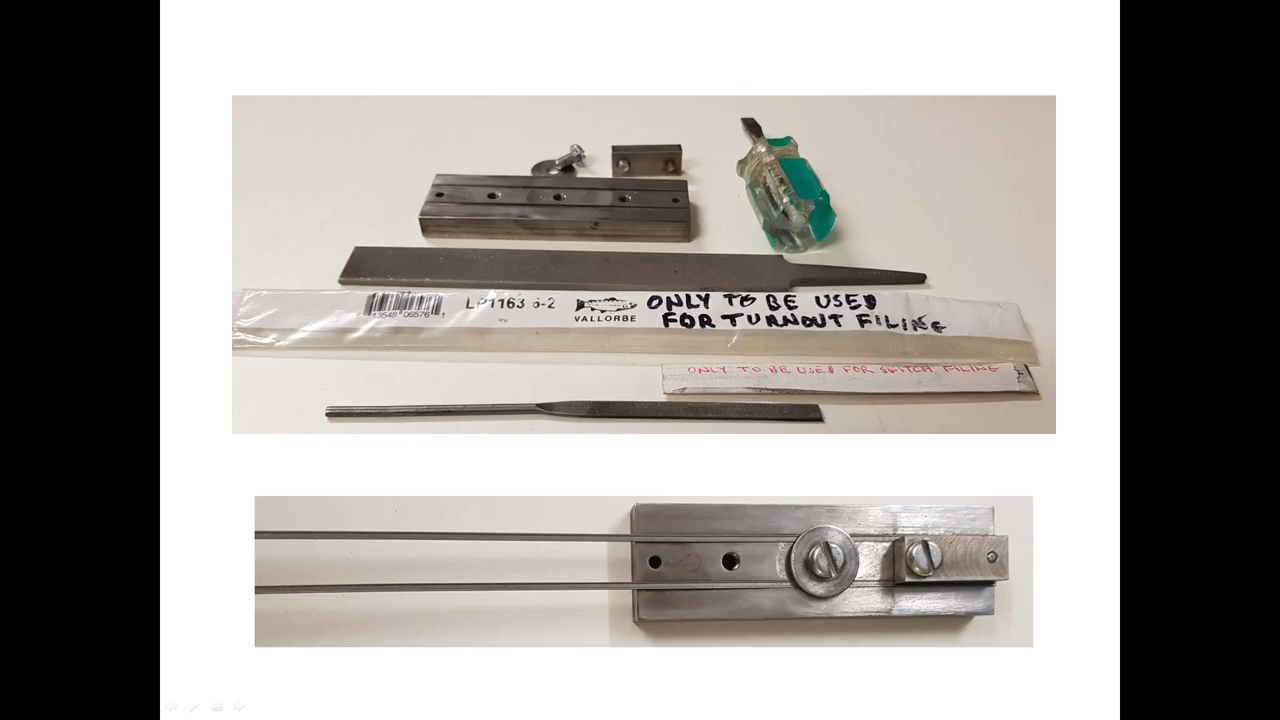 LP1163 6-2
VALLORBE
ONLY TO BE USED
FOR TURNOUT FILING
ONLY TO BE USED FOR SWITCH FILING